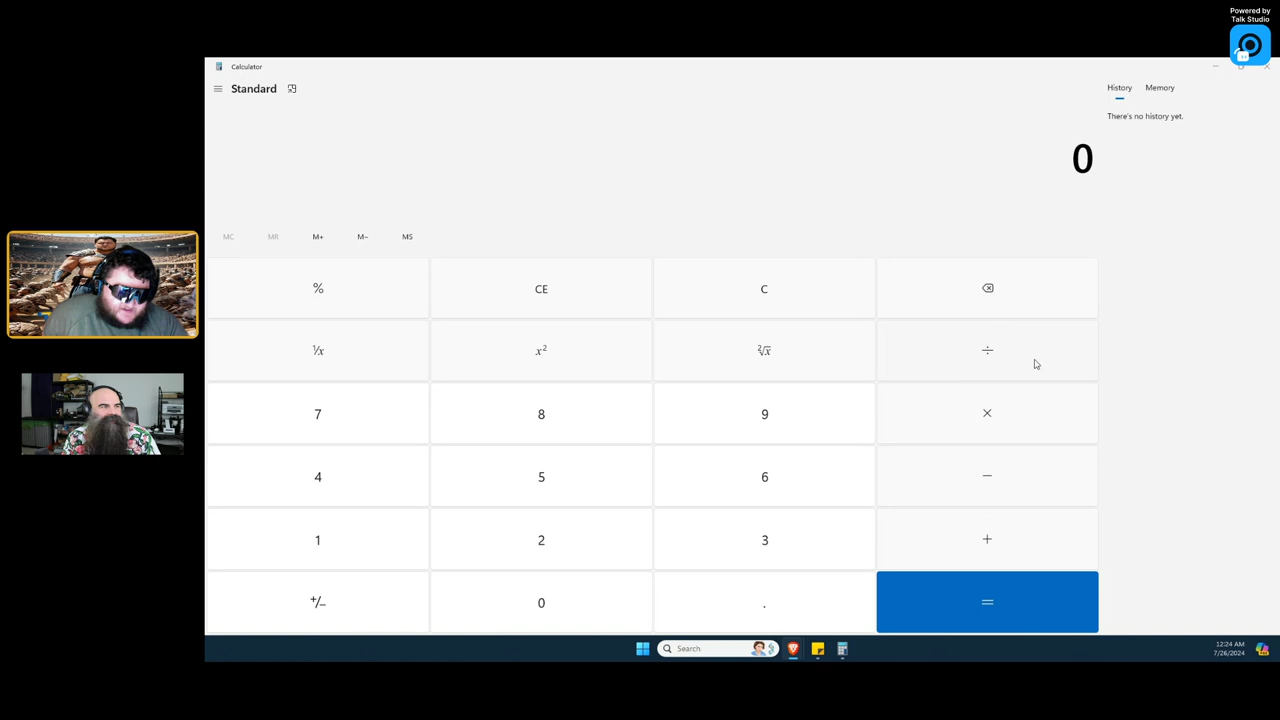 Powered by
Talk Studio
Calculator
Standard
History Memory
There's no history yet.
0
MC MR M+ M− MS
% CE C
¹⁄x x² ²√x ÷
7 8 9 ×
4 5 6 −
1 2 3 +
+/− 0 . =
Search
12:24 AM
7/26/2024